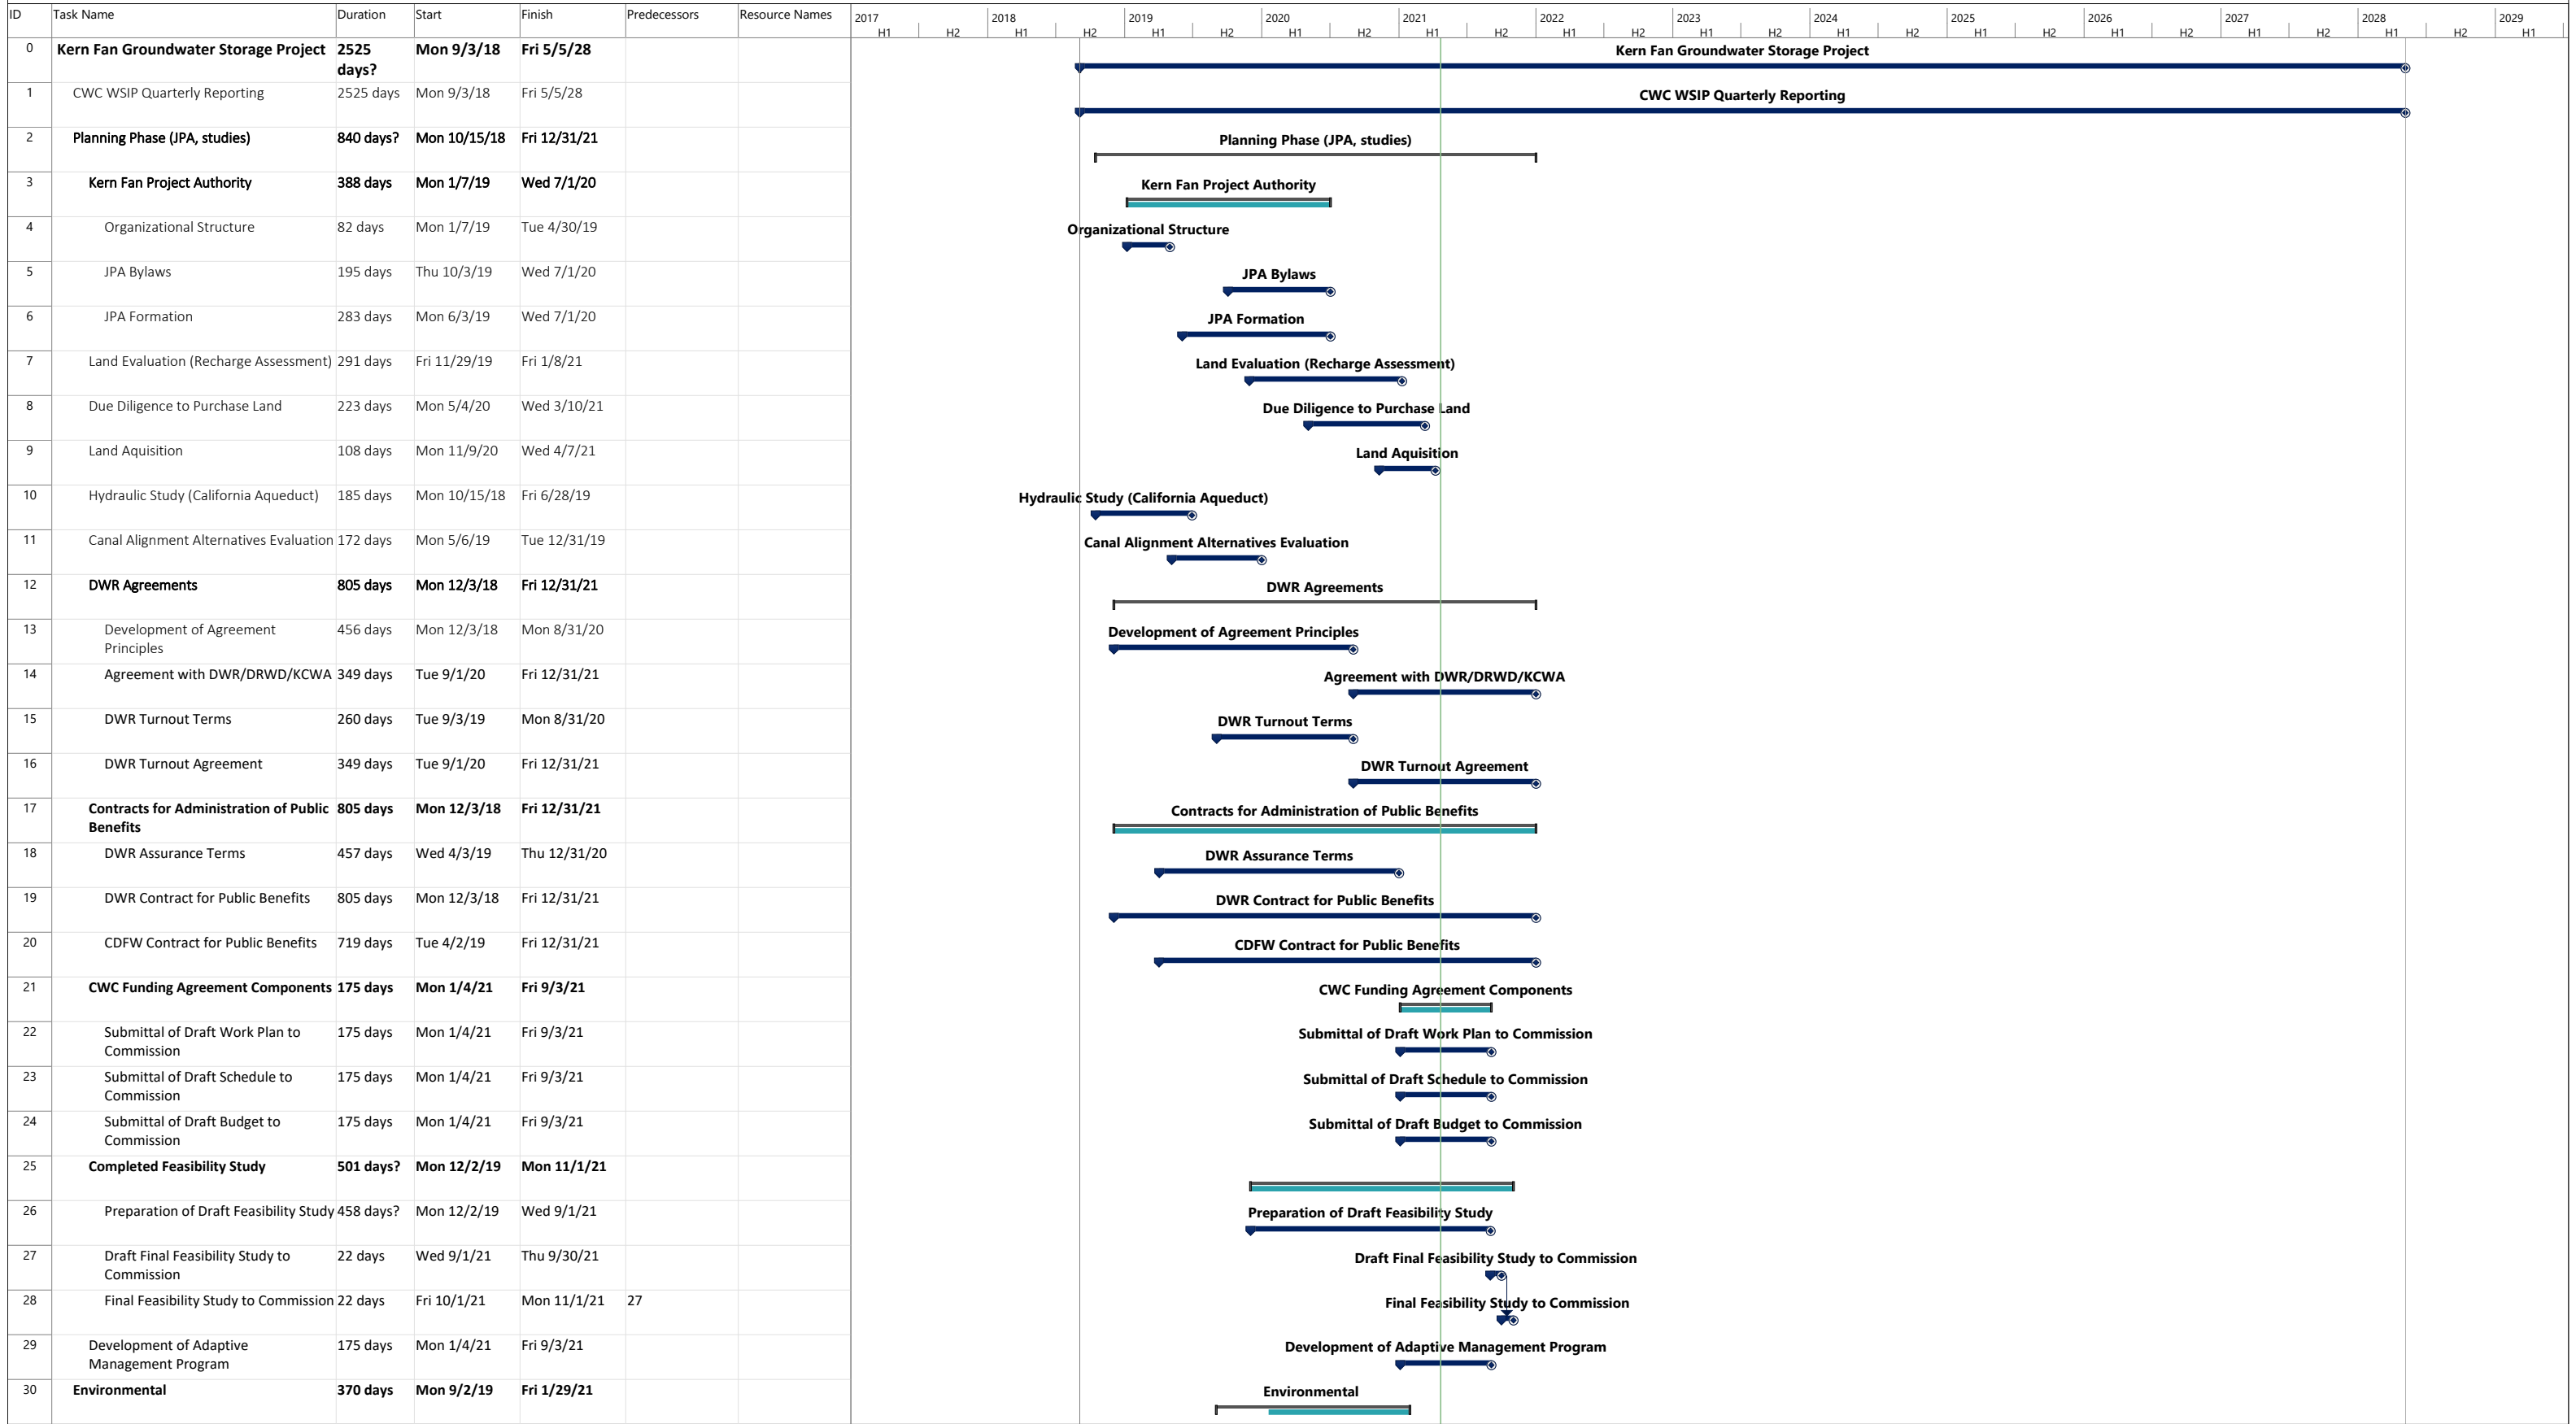 ID Task Name Duration Start Finish Predecessors Resource Names 2017 2018 2019 2020 2021 2022 2023 2024 2025 2026 2027 2028 2029
H1 H2 H1 H2 H1 H2 H1 H2 H1 H2 H1 H2 H1 H2 H1 H2 H1 H2 H1 H2 H1 H2 H1 H2 H1
0 Kern Fan Groundwater Storage Project 2525 Mon 9/3/18 Fri 5/5/28 Kern Fan Groundwater Storage Project
days?
1 CWC WSIP Quarterly Reporting 2525 days Mon 9/3/18 Fri 5/5/28 CWC WSIP Quarterly Reporting
2 Planning Phase (JPA, studies) 840 days? Mon 10/15/18 Fri 12/31/21 Planning Phase (JPA, studies)
3 Kern Fan Project Authority 388 days Mon 1/7/19 Wed 7/1/20 Kern Fan Project Authority
4 Organizational Structure 82 days Mon 1/7/19 Tue 4/30/19 Organizational Structure
5 JPA Bylaws 195 days Thu 10/3/19 Wed 7/1/20 JPA Bylaws
6 JPA Formation 283 days Mon 6/3/19 Wed 7/1/20 JPA Formation
7 Land Evaluation (Recharge Assessment) 291 days Fri 11/29/19 Fri 1/8/21 Land Evaluation (Recharge Assessment)
8 Due Diligence to Purchase Land 223 days Mon 5/4/20 Wed 3/10/21 Due Diligence to Purchase Land
9 Land Aquisition 108 days Mon 11/9/20 Wed 4/7/21 Land Aquisition
10 Hydraulic Study (California Aqueduct) 185 days Mon 10/15/18 Fri 6/28/19 Hydraulic Study (California Aqueduct)
11 Canal Alignment Alternatives Evaluation 172 days Mon 5/6/19 Tue 12/31/19 Canal Alignment Alternatives Evaluation
12 DWR Agreements 805 days Mon 12/3/18 Fri 12/31/21 DWR Agreements
13 Development of Agreement 456 days Mon 12/3/18 Mon 8/31/20 Development of Agreement Principles
Principles
14 Agreement with DWR/DRWD/KCWA 349 days Tue 9/1/20 Fri 12/31/21 Agreement with DWR/DRWD/KCWA
15 DWR Turnout Terms 260 days Tue 9/3/19 Mon 8/31/20 DWR Turnout Terms
16 DWR Turnout Agreement 349 days Tue 9/1/20 Fri 12/31/21 DWR Turnout Agreement
17 Contracts for Administration of Public 805 days Mon 12/3/18 Fri 12/31/21 Contracts for Administration of Public Benefits
Benefits
18 DWR Assurance Terms 457 days Wed 4/3/19 Thu 12/31/20 DWR Assurance Terms
19 DWR Contract for Public Benefits 805 days Mon 12/3/18 Fri 12/31/21 DWR Contract for Public Benefits
20 CDFW Contract for Public Benefits 719 days Tue 4/2/19 Fri 12/31/21 CDFW Contract for Public Benefits
21 CWC Funding Agreement Components 175 days Mon 1/4/21 Fri 9/3/21 CWC Funding Agreement Components
22 Submittal of Draft Work Plan to 175 days Mon 1/4/21 Fri 9/3/21 Submittal of Draft Work Plan to Commission
Commission
23 Submittal of Draft Schedule to 175 days Mon 1/4/21 Fri 9/3/21 Submittal of Draft Schedule to Commission
Commission
24 Submittal of Draft Budget to 175 days Mon 1/4/21 Fri 9/3/21 Submittal of Draft Budget to Commission
Commission
25 Completed Feasibility Study 501 days? Mon 12/2/19 Mon 11/1/21
26 Preparation of Draft Feasibility Study 458 days? Mon 12/2/19 Wed 9/1/21 Preparation of Draft Feasibility Study
27 Draft Final Feasibility Study to 22 days Wed 9/1/21 Thu 9/30/21 Draft Final Feasibility Study to Commission
Commission
28 Final Feasibility Study to Commission 22 days Fri 10/1/21 Mon 11/1/21 27 Final Feasibility Study to Commission
29 Development of Adaptive 175 days Mon 1/4/21 Fri 9/3/21 Development of Adaptive Management Program
Management Program
30 Environmental 370 days Mon 9/2/19 Fri 1/29/21 Environmental